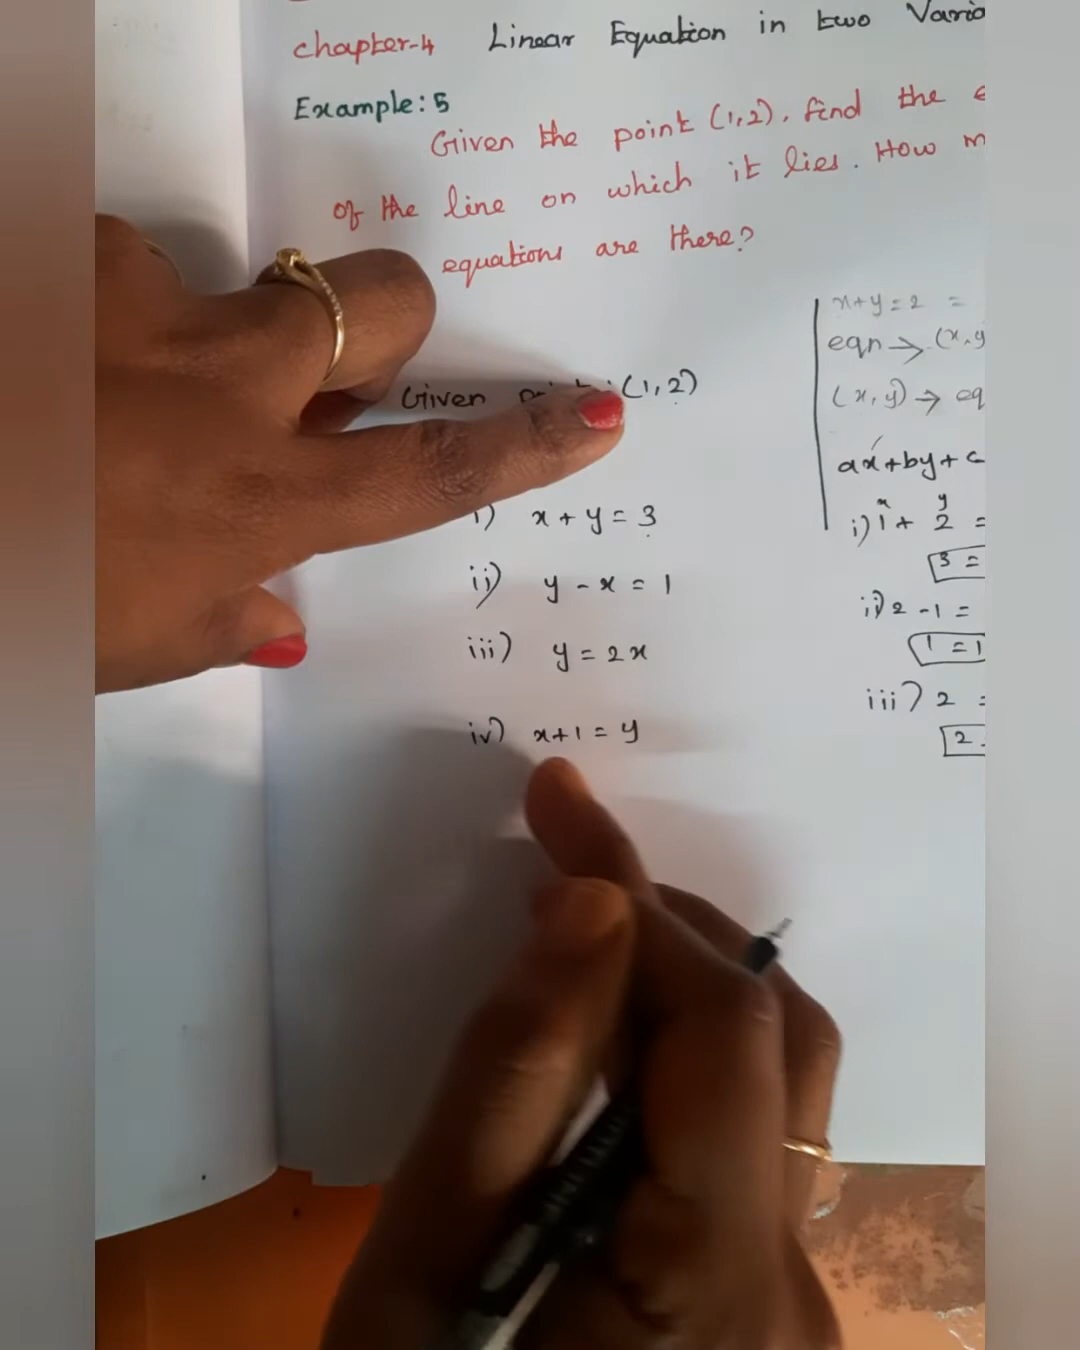 chapter-4 Linear Equation in two Varia
Example: 5
Given the point (1,2), find the e
of the line on which it lies. How m
equations are there?
Given (1,2)
i) x + y = 3
ii) y - x = 1
iii) y = 2x
iv) x+1 = y
x+y = 2 =
eqn → (x,y
(x,y) → eq
ax+by+c
x y
i) 1 + 2 =
3 =
ii) 2 - 1 =
1 = 1
iii) 2 =
2